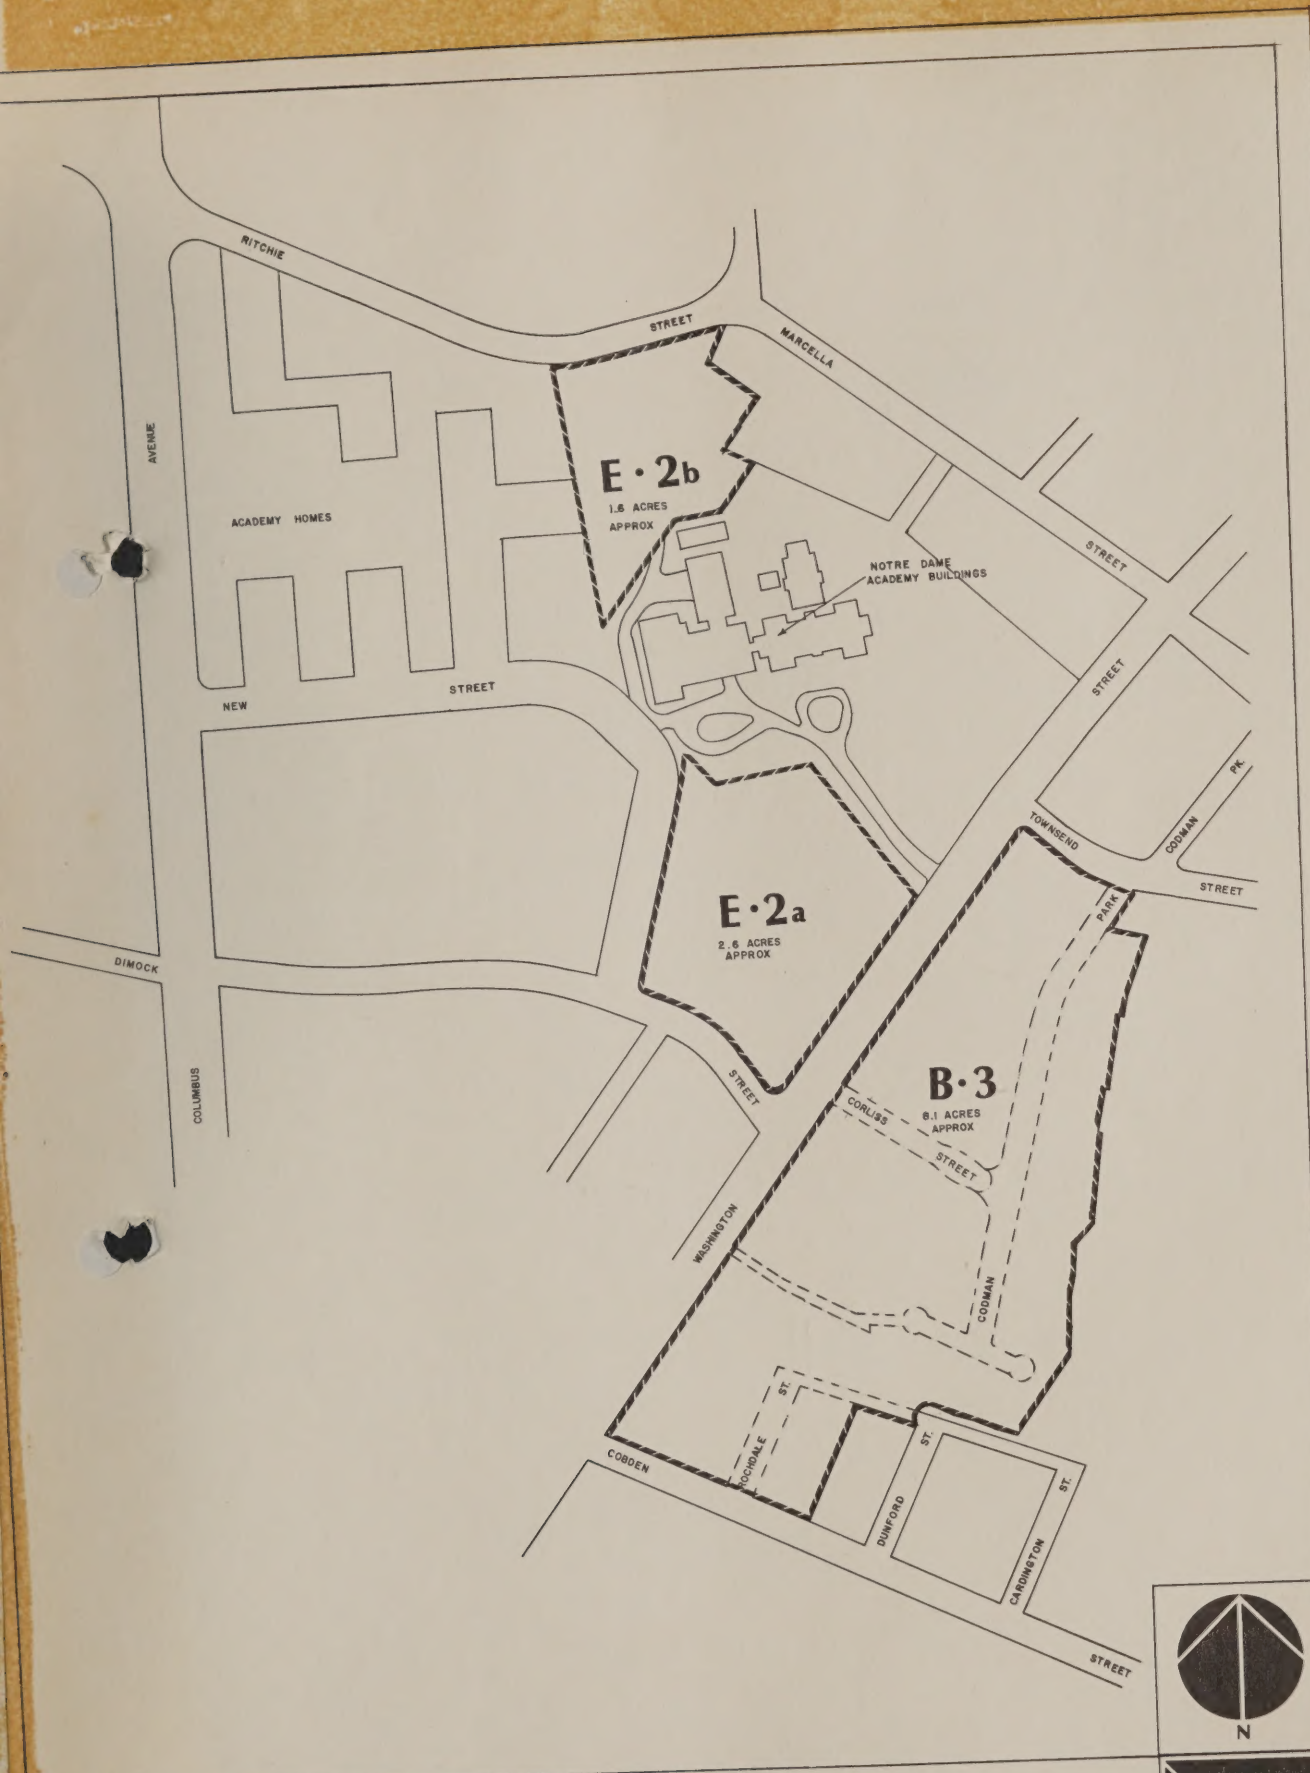 RITCHIE
STREET
MARCELLA
AVENUE
E·2b
1.6 ACRES
APPROX
ACADEMY HOMES
STREET
NOTRE DAME
ACADEMY BUILDINGS
STREET
STREET
NEW
PK.
CODMAN
TOWNSEND
STREET
E·2a
2.6 ACRES
APPROX
PARK
DIMOCK
COLUMBUS
STREET
B·3
8.1 ACRES
APPROX
CORLISS
STREET
WASHINGTON
CODMAN
ST.
ROCHDALE
COBDEN
ST.
ST.
DUNFORD
CARDINGTON
STREET
N